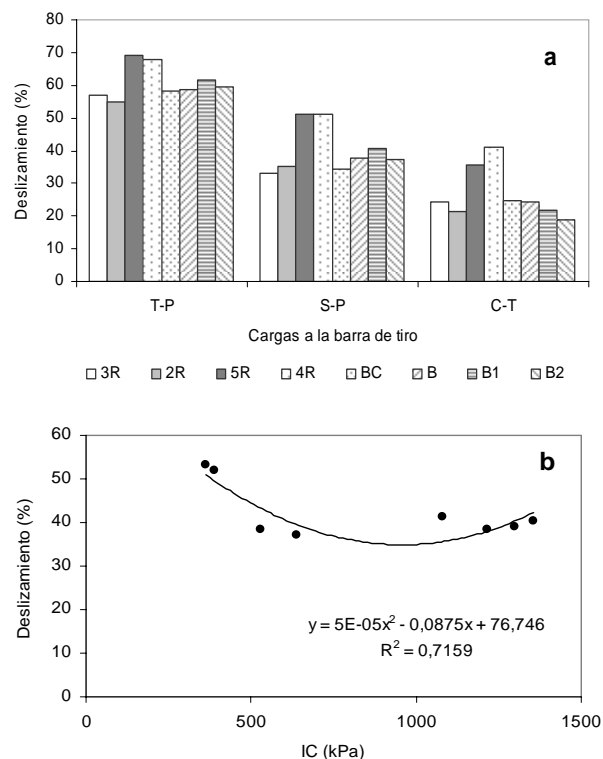 a
Deslizamiento (%)
80
70
60
50
40
30
20
10
0
T-P S-P C-T
Cargas a la barra de tiro
3R 2R 5R 4R BC B B1 B2
b
Deslizamiento (%)
60
50
40
30
20
10
0
y = 5E-05x² - 0,0875x + 76,746
R² = 0,7159
0 500 1000 1500
IC (kPa)